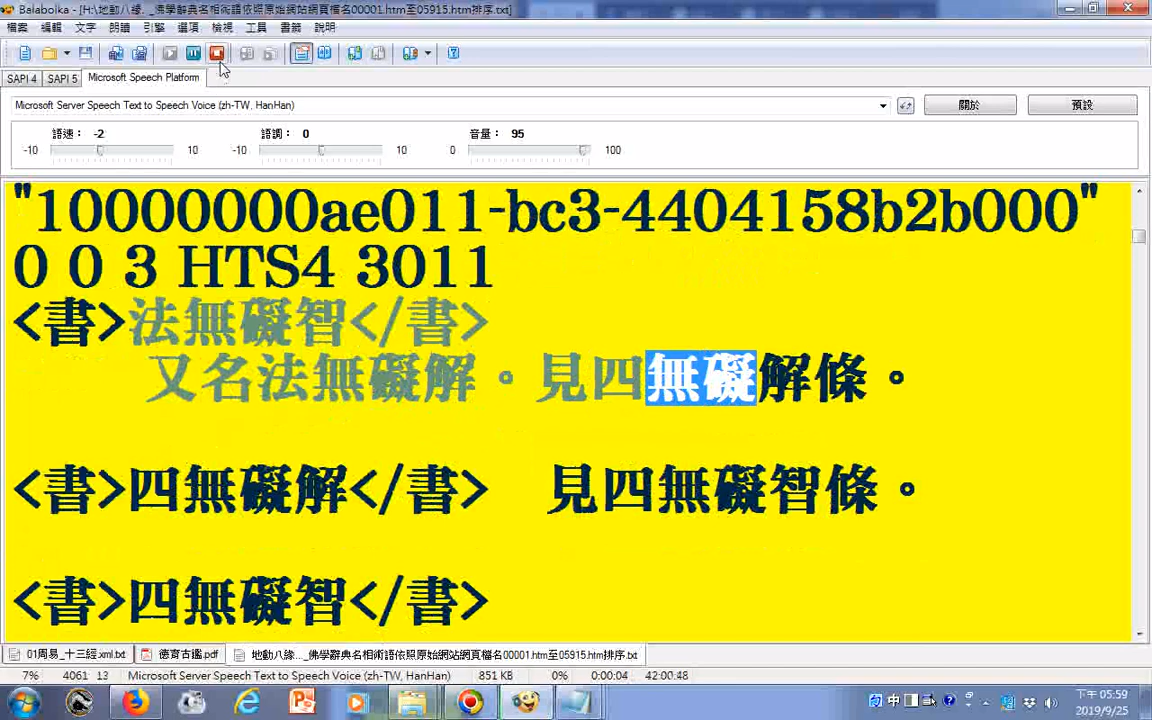 Balabolka - [H:\地動八緣..._佛學辭典名相術語依照原始網站網頁檔名00001.htm至05915.htm排序.txt]
檔案 編輯 文字 朗讀 引擎 選項 檢視 工具 書籤 說明
SAPI 4 SAPI 5 Microsoft Speech Platform
Microsoft Server Speech Text to Speech Voice (zh-TW, HanHan) 關於 預設
語速： -2 語調： 0 音量： 95
-10 10 -10 10 0 100
"10000000ae011-bc3-4404158b2b000"
0 0 3 HTS4 3011
<書>法無礙智</書>
又名法無礙解。見四無礙解條。
<書>四無礙解</書> 見四無礙智條。
<書>四無礙智</書>
01周易_十三經.xml.txt 德育古鑑.pdf 地動八緣..._佛學辭典名相術語依照原始網站網頁檔名00001.htm至05915.htm排序.txt
7% 4061 13 Microsoft Server Speech Text to Speech Voice (zh-TW, HanHan) 851 KB 0% 0:00:04 42:00:48
中 下午 05:59
2019/9/25